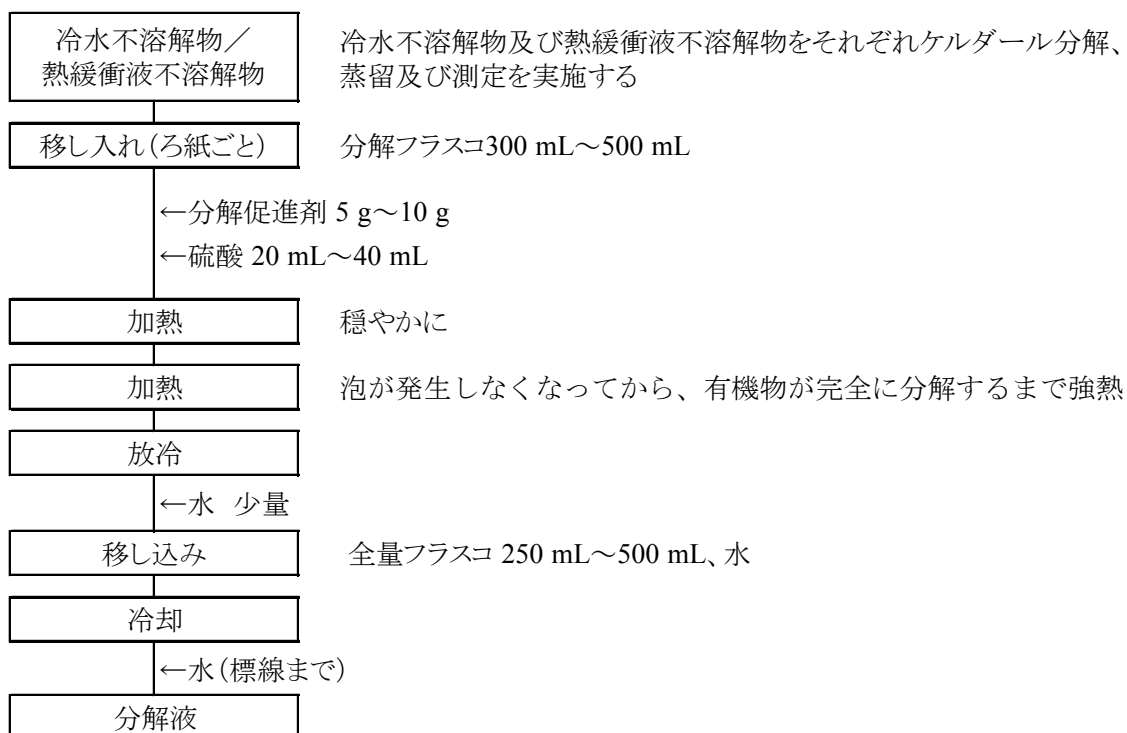 冷水不溶解物／
熱緩衝液不溶解物
冷水不溶解物及び熱緩衝液不溶解物をそれぞれケルダール分解、
蒸留及び測定を実施する
移し入れ（ろ紙ごと）
分解フラスコ300 mL～500 mL
←分解促進剤 5 g～10 g
←硫酸 20 mL～40 mL
加熱
穏やかに
加熱
泡が発生しなくなってから、有機物が完全に分解するまで強熱
放冷
←水 少量
移し込み
全量フラスコ 250 mL～500 mL、水
冷却
←水（標線まで）
分解液